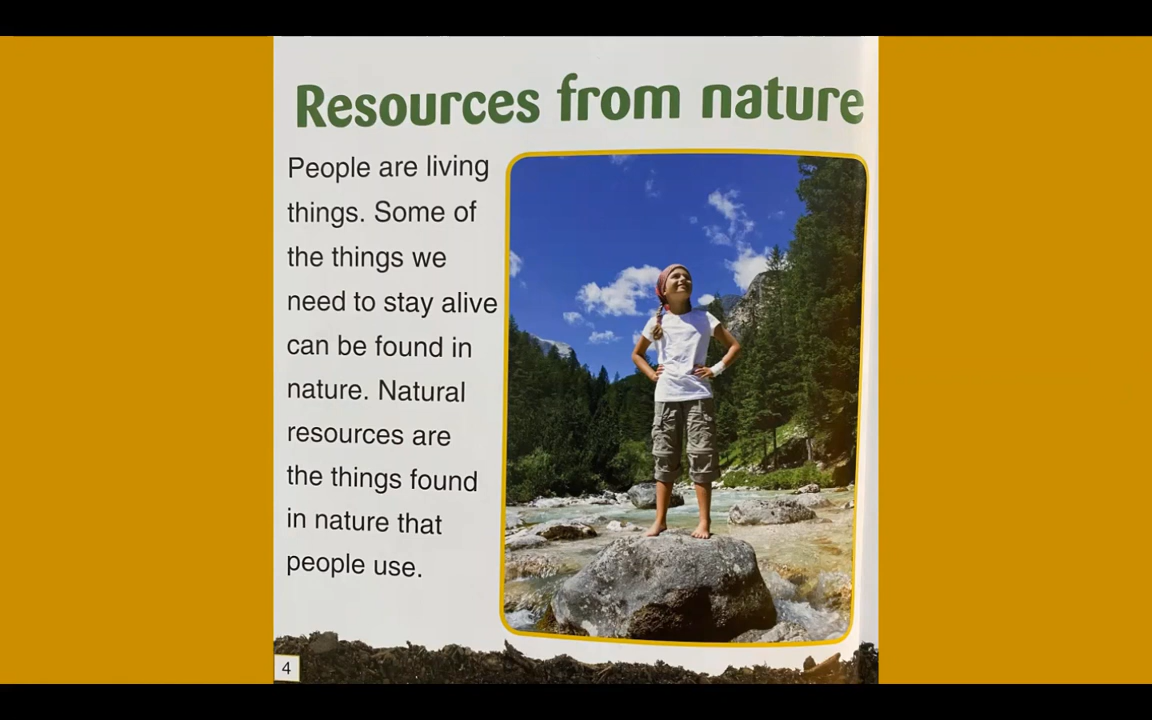 Resources from nature
People are living
things. Some of
the things we
need to stay alive
can be found in
nature. Natural
resources are
the things found
in nature that
people use.
4